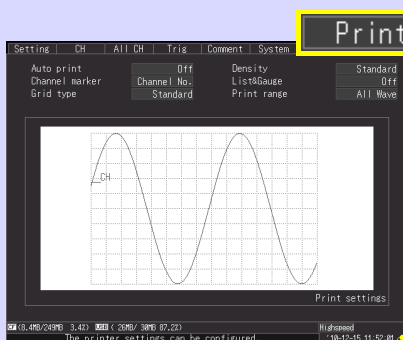 Print
Setting CH All CH Trig Comment System
Auto print Off Density Standard
Channel marker Channel No. List&Gauge Off
Grid type Standard Print range All Wave
CH
Print settings
CF (8.4MB/249MB 3.4%) USB ( 26MB/ 30MB 87.2%) Highspeed
The printer settings can be configured '10-12-15 11:52:01